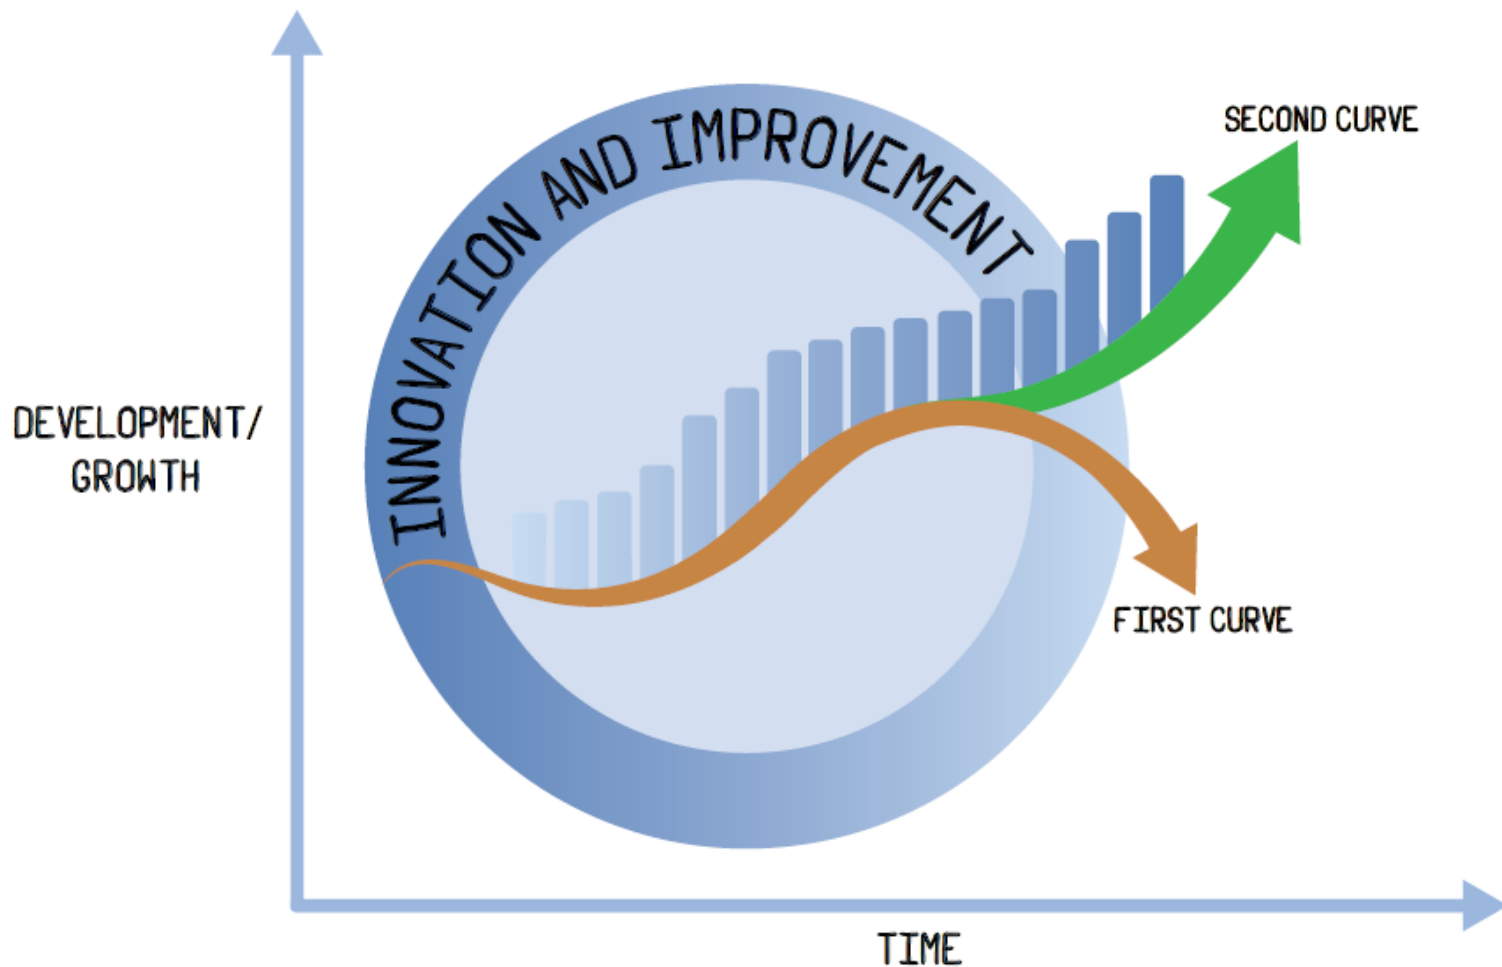 INNOVATION AND IMPROVEMENT
SECOND CURVE
DEVELOPMENT/
GROWTH
FIRST CURVE
TIME